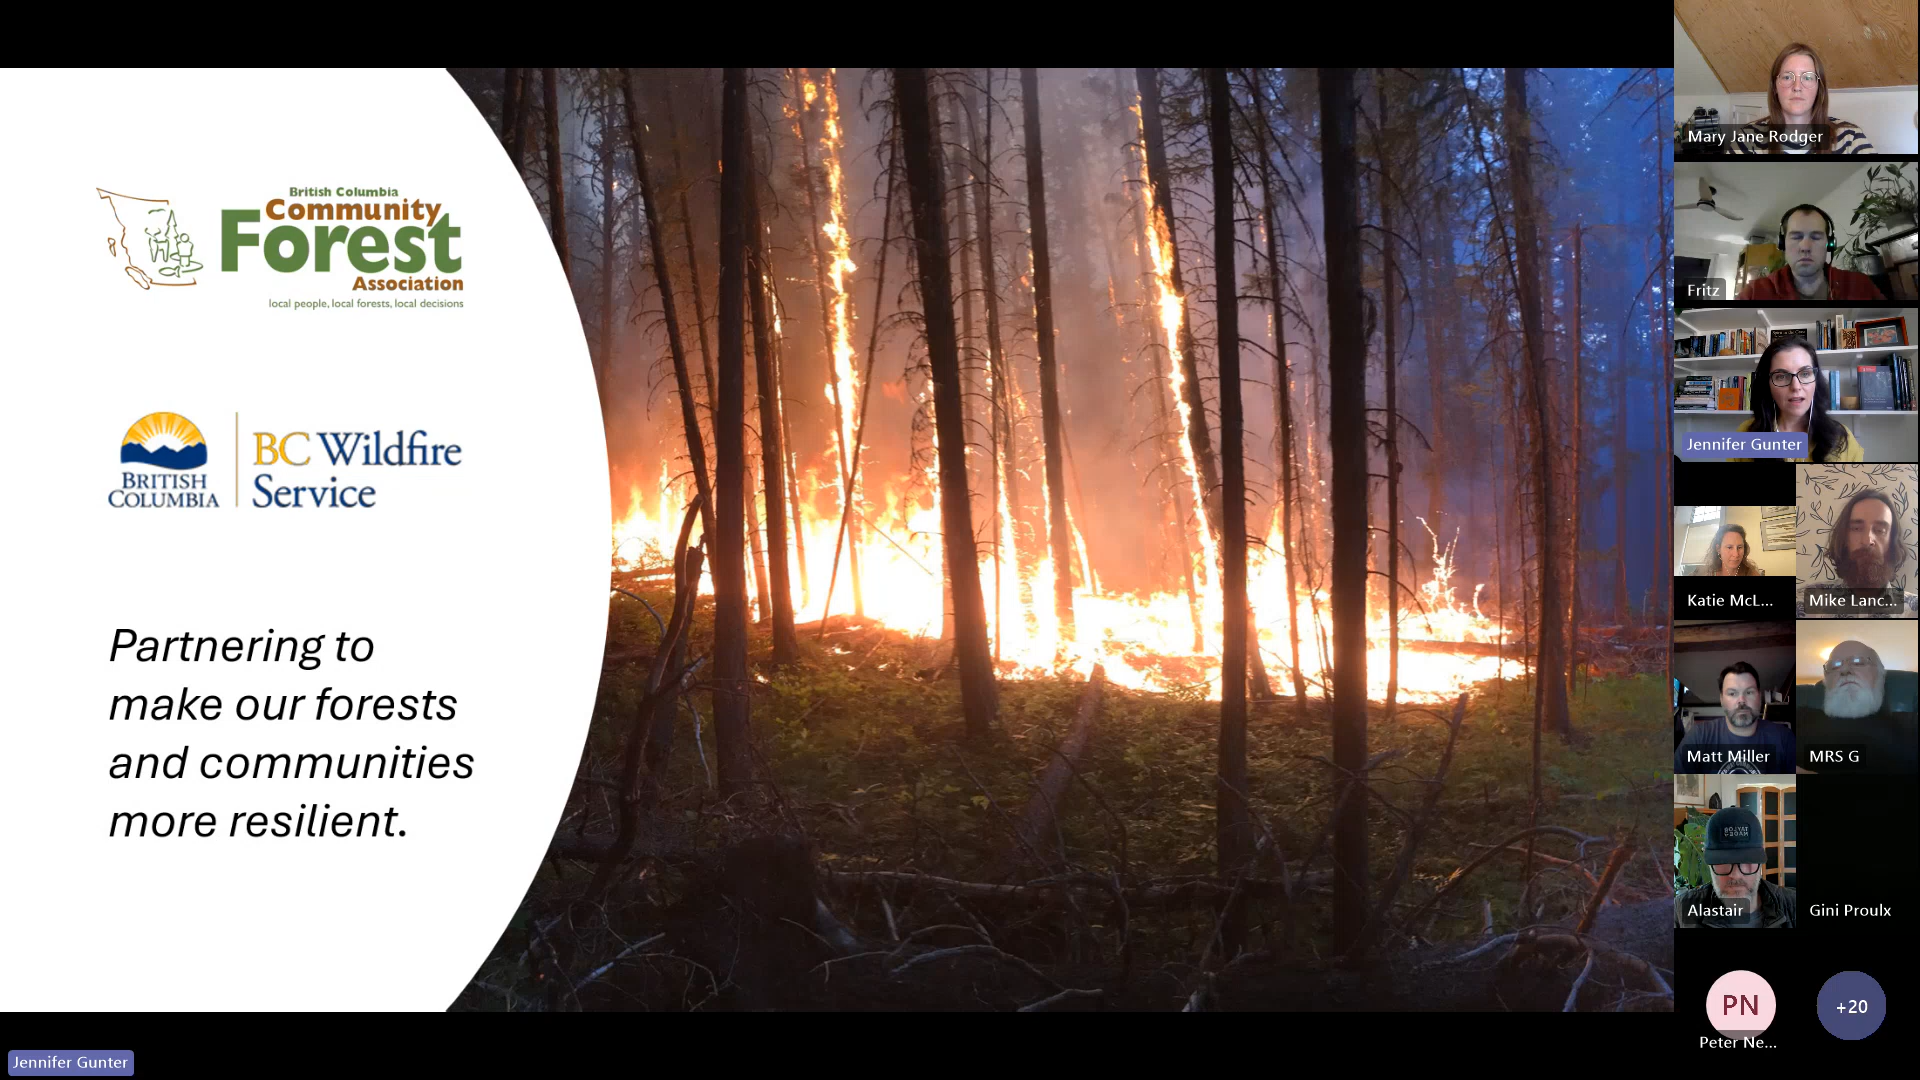 British Columbia
Community
Forest
Association
local people, local forests, local decisions
BRITISH
COLUMBIA
BC Wildfire
Service
Partnering to
make our forests
and communities
more resilient.
Jennifer Gunter
Mary Jane Rodger
Fritz
Jennifer Gunter
Katie McL...
Mike Lanc...
Matt Miller
MRS G
Alastair
Gini Proulx
PN
Peter Ne...
+20